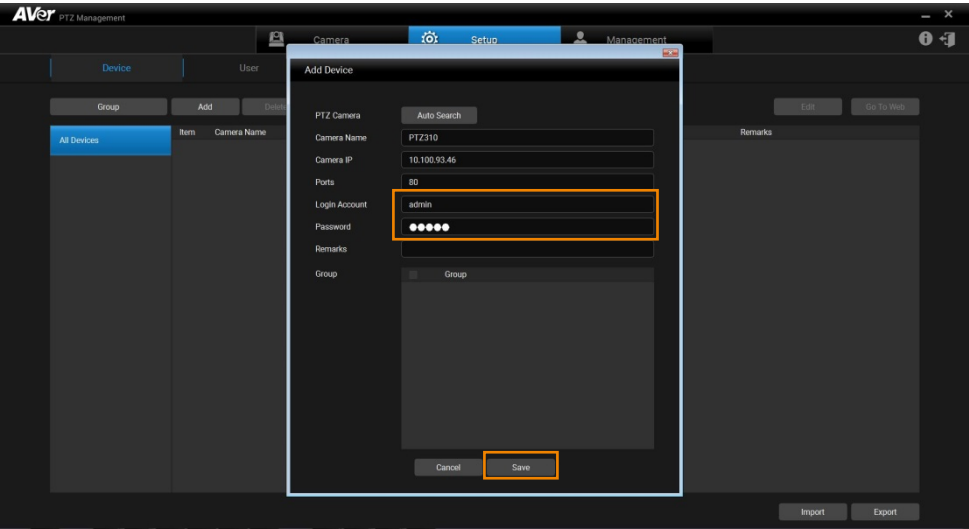 AVer PTZ Management
Camera Setup Management
Device User
Add Device
Group Add Delete Edit Go To Web
All Devices
Item Camera Name Remarks
PTZ Camera Auto Search
Camera Name PTZ310
Camera IP 10.100.93.46
Ports 80
Login Account admin
Password ●●●●●
Remarks
Group Group
Cancel Save
Import Export